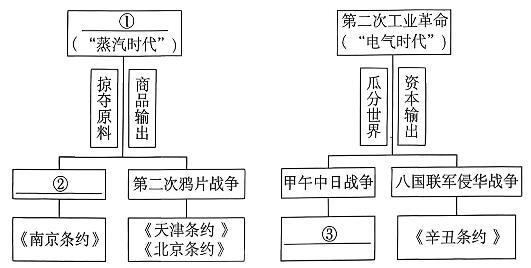 ①
(“蒸汽时代”)
掠夺原料
商品输出
②
第二次鸦片战争
《南京条约》
《天津条约》
《北京条约》
第二次工业革命
(“电气时代”)
瓜分世界
资本输出
甲午中日战争
八国联军侵华战争
③
《辛丑条约》